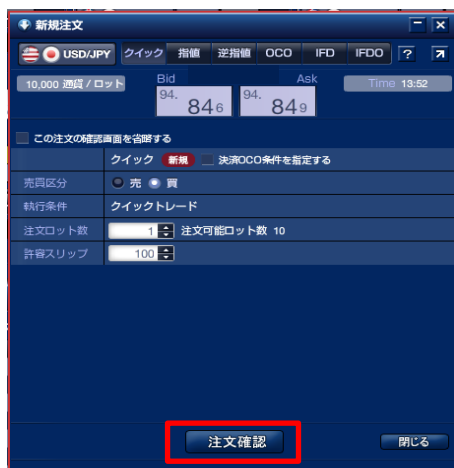 新規注文
USD/JPY クイック 指値 逆指値 OCO IFD IFDO ?
10,000 通貨 / ロット Bid 94. 84 6 Ask 94. 84 9 Time 13:52
この注文の確認画面を省略する
クイック 新規 決済OCO条件を指定する
売買区分 売 買
執行条件 クイックトレード
注文ロット数 1 注文可能ロット数 10
許容スリップ 100
注文確認 閉じる